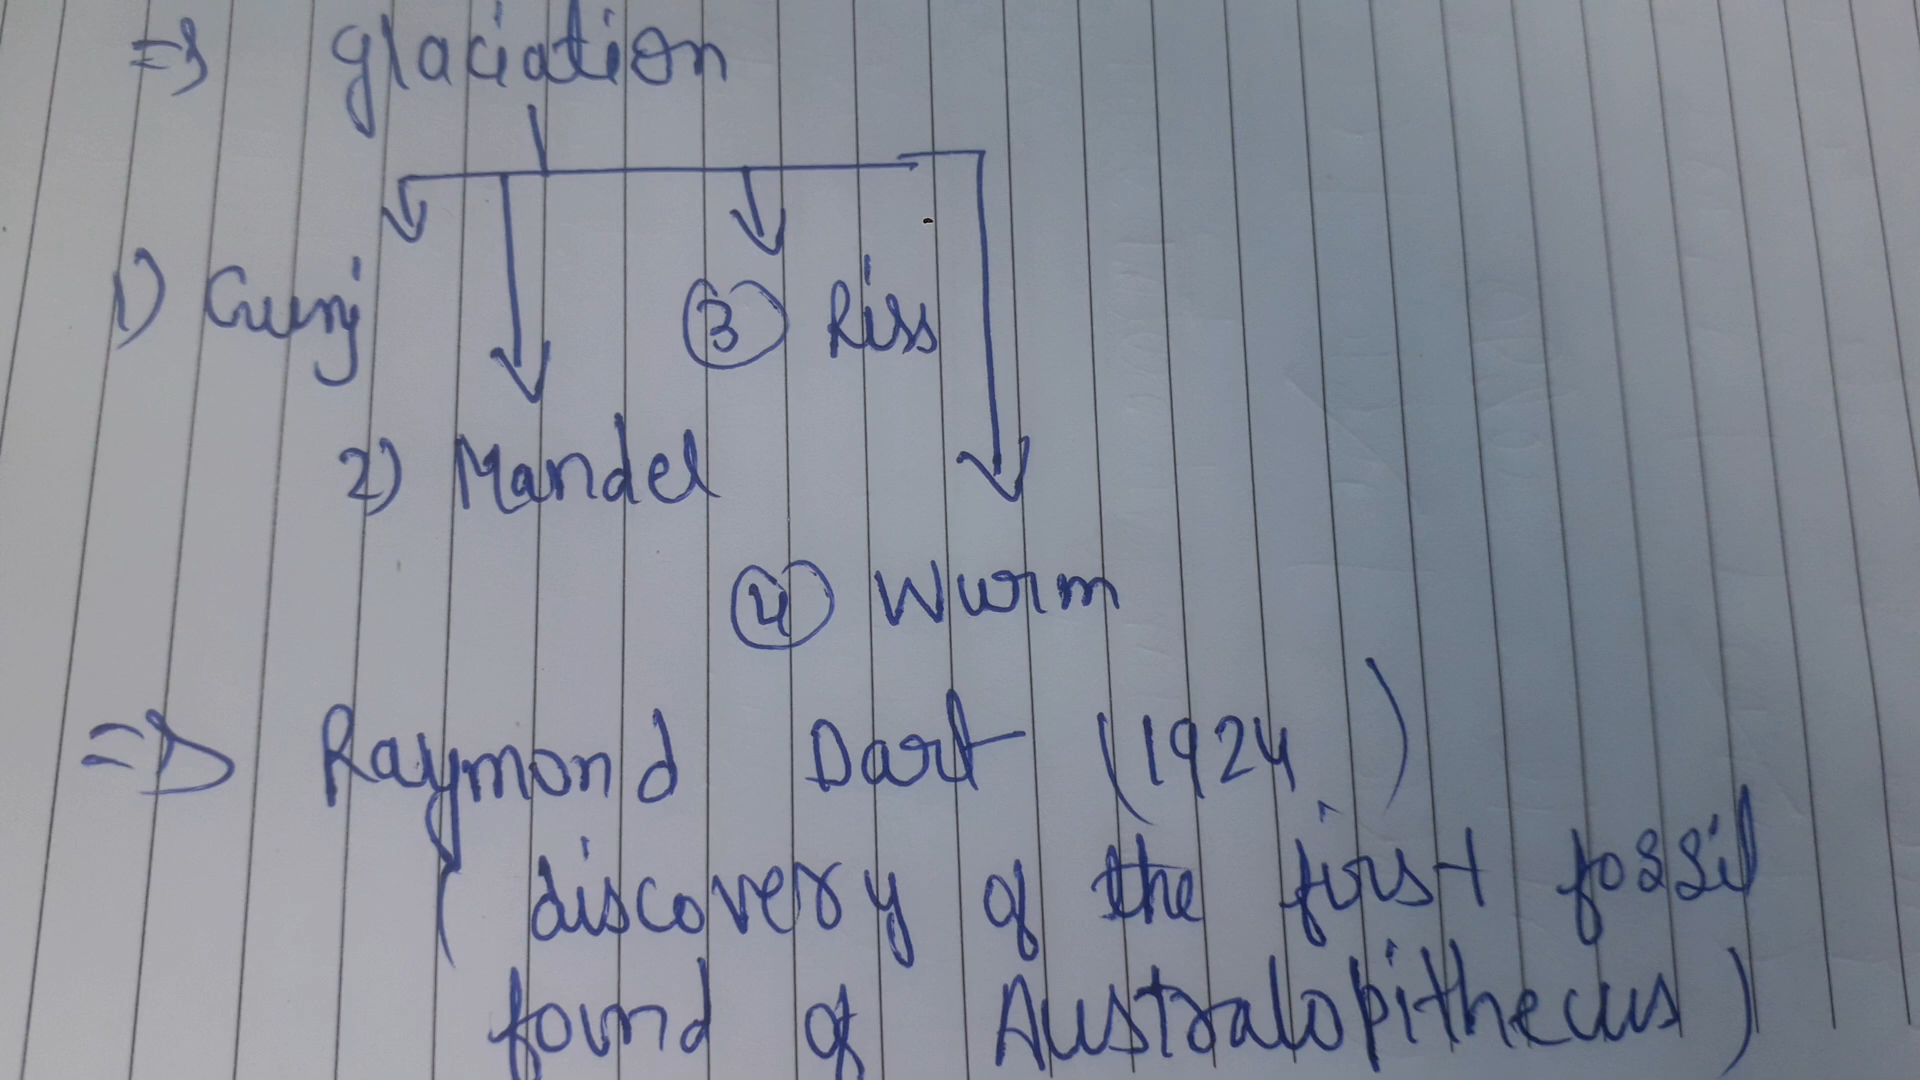 => glaciation
1) Gunj
③ Riss
2) Mandel
④ Wurm
=> Raymond Dart (1924)
( discovery of the first fossil
found of Australopithecus)